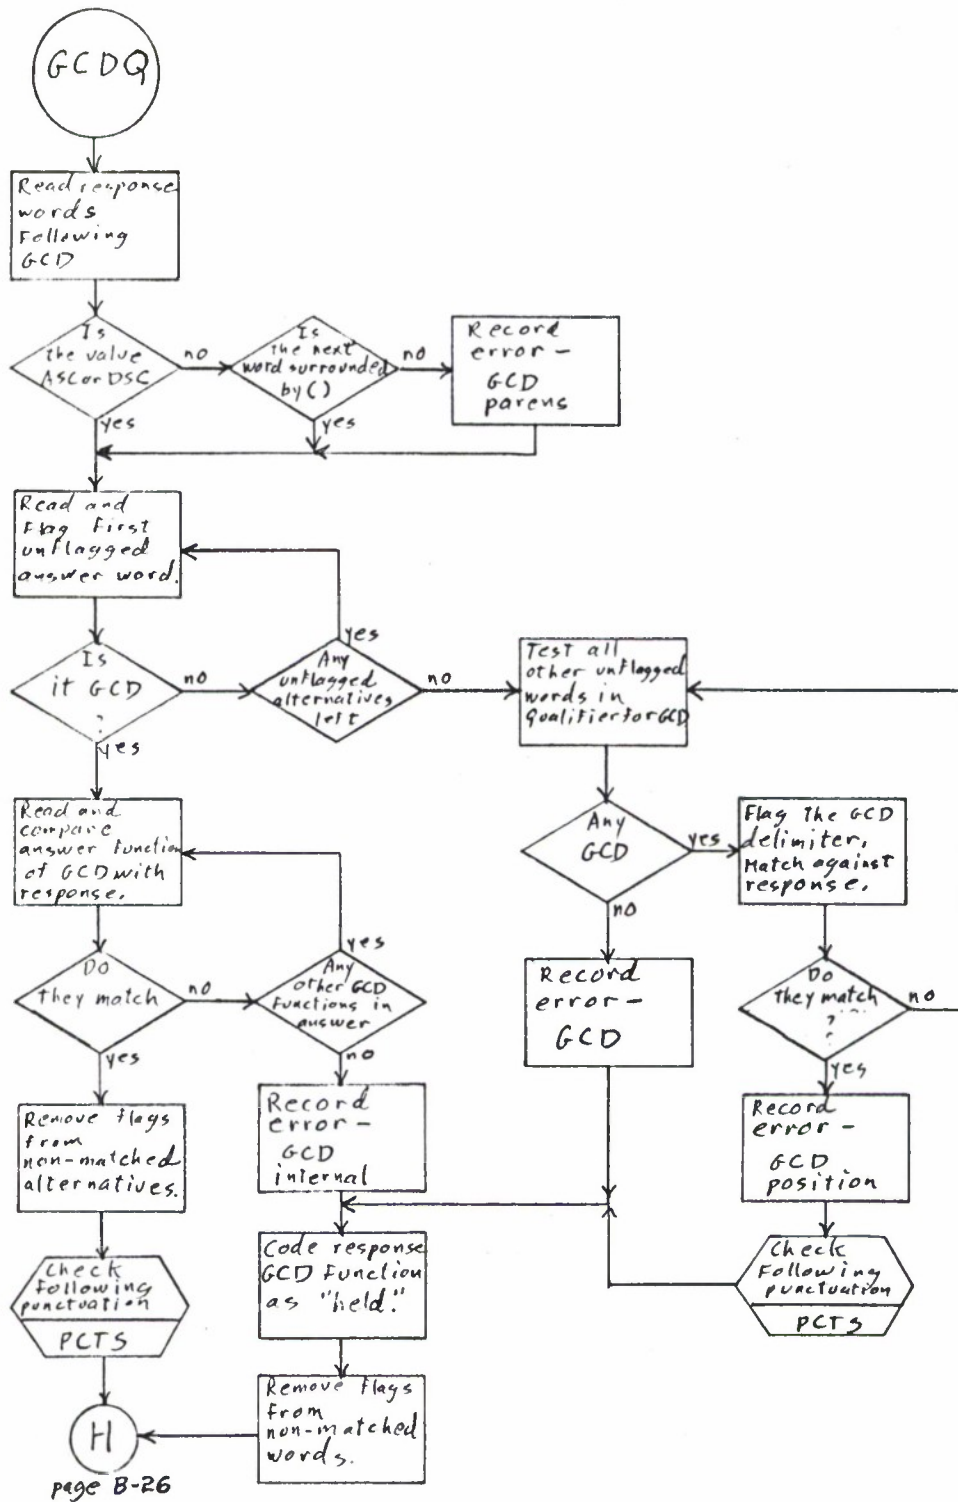 GCDQ
Read response
words
Following
GCD
Is
the value
ASC or DSC
no
yes
Is
the next
word surrounded
by ()
no
yes
Record
error -
GCD
parens
Read and
Flag First
unflagged
answer word.
Is
it GCD
?
no
yes
Any
unflagged
alternatives
left
yes
no
Test all
other unflagged
words in
Qualifier for GCD
Any
GCD
yes
no
Flag The GCD
delimiter.
Match against
response.
Read and
compare
answer Function
of GCD with
response.
Do
They match
no
yes
Any
other GCD
Functions in
answer
yes
no
Record
error -
GCD
Do
They match
?
no
yes
Remove flags
from
non-matched
alternatives.
Record
error -
GCD
internal
Record
error -
GCD
position
Check
Following
punctuation
PCTS
Code response
GCD Function
as "held."
Check
Following
punctuation
PCTS
Remove flags
From
non-matched
words.
H
page B-26